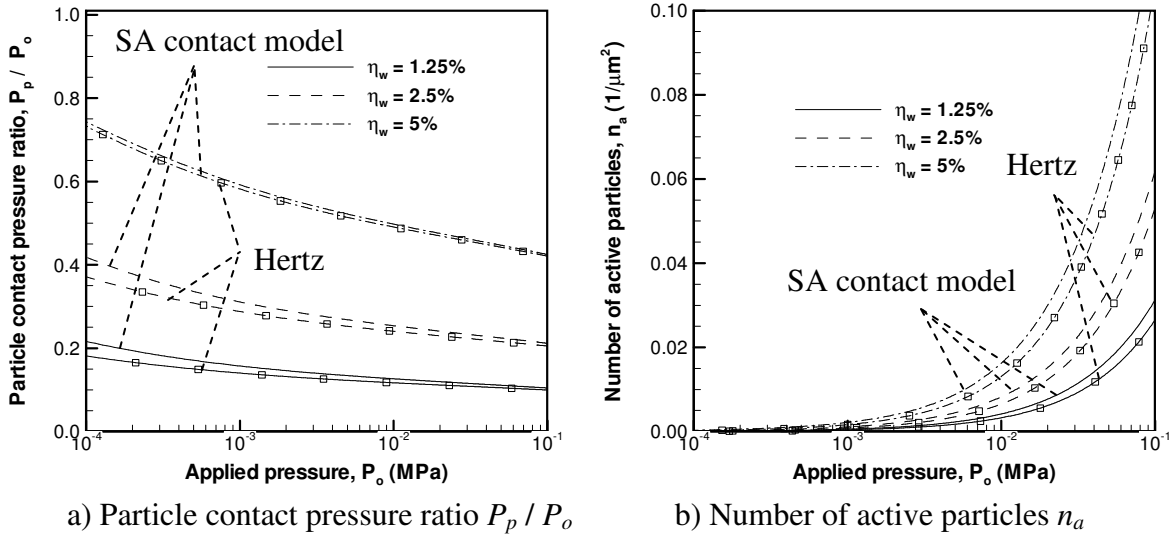 1.0
0.8
0.6
0.4
0.2
0.0
Particle contact pressure ratio, P_p / P_o
SA contact model
η_w = 1.25%
η_w = 2.5%
η_w = 5%
Hertz
10^-4
10^-3
10^-2
10^-1
Applied pressure, P_o (MPa)
a) Particle contact pressure ratio P_p / P_o
0.10
0.08
0.06
0.04
0.02
0.00
Number of active particles, n_a (1/μm²)
η_w = 1.25%
η_w = 2.5%
η_w = 5%
Hertz
SA contact model
10^-4
10^-3
10^-2
10^-1
Applied pressure, P_o (MPa)
b) Number of active particles n_a